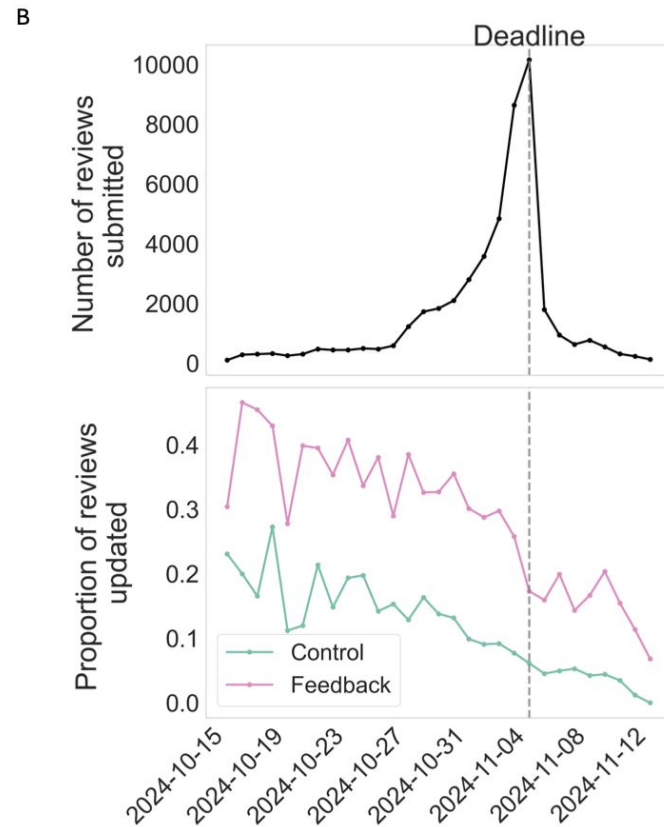 B
Deadline
10000
8000
6000
4000
2000
0
Number of reviews
submitted
0.4
0.3
0.2
0.1
0.0
Proportion of reviews
updated
Control
Feedback
2024-10-15
2024-10-19
2024-10-23
2024-10-27
2024-10-31
2024-11-04
2024-11-08
2024-11-12